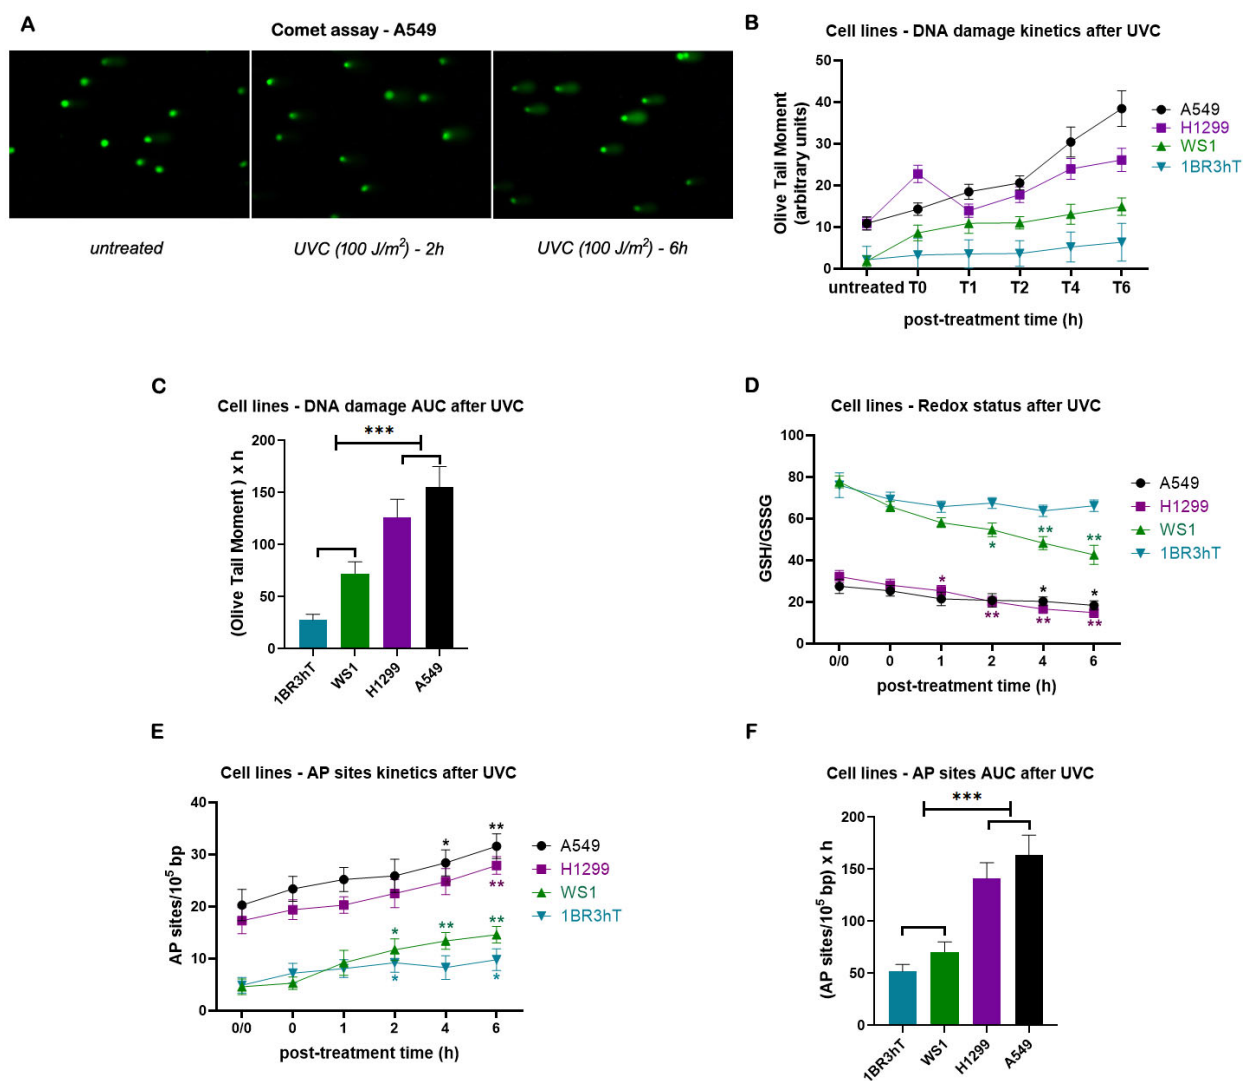 A
Comet assay - A549
untreated
UVC (100 J/m²) - 2h
UVC (100 J/m²) - 6h
B
Cell lines - DNA damage kinetics after UVC
Olive Tail Moment
(arbitrary units)
50
40
30
20
10
0
untreated T0 T1 T2 T4 T6
post-treatment time (h)
A549
H1299
WS1
1BR3hT
C
Cell lines - DNA damage AUC after UVC
(Olive Tail Moment ) x h
200
150
100
50
0
***
1BR3hT WS1 H1299 A549
D
Cell lines - Redox status after UVC
GSH/GSSG
100
80
60
40
20
0
* ** **
* * *
** ** **
0/0 0 1 2 4 6
post-treatment time (h)
A549
H1299
WS1
1BR3hT
E
Cell lines - AP sites kinetics after UVC
AP sites/10⁵ bp
40
30
20
10
0
* **
**
* ** **
* *
0/0 0 1 2 4 6
post-treatment time (h)
A549
H1299
WS1
1BR3hT
F
Cell lines - AP sites AUC after UVC
(AP sites/10⁵ bp) x h
200
150
100
50
0
***
1BR3hT WS1 H1299 A549